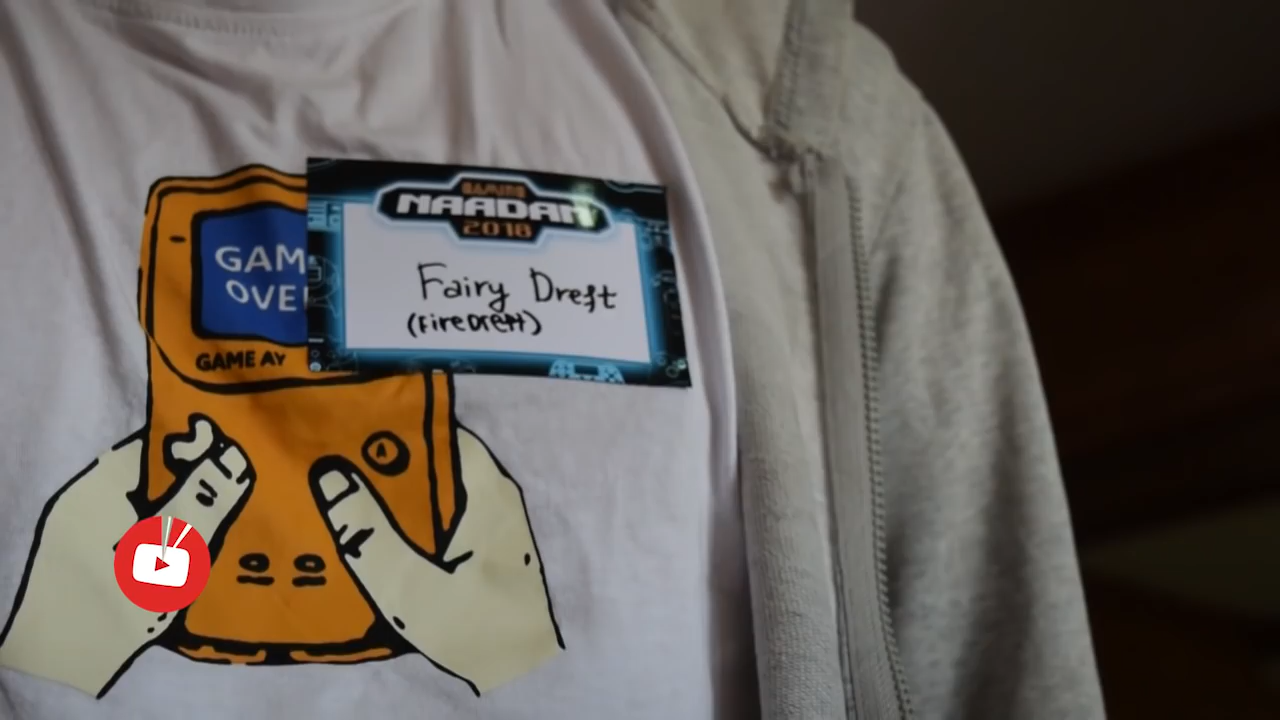 GAMING
NAADAM
2018
Fairy Dreft
(FireDreft)
GAM
OVE
GAME AY
A